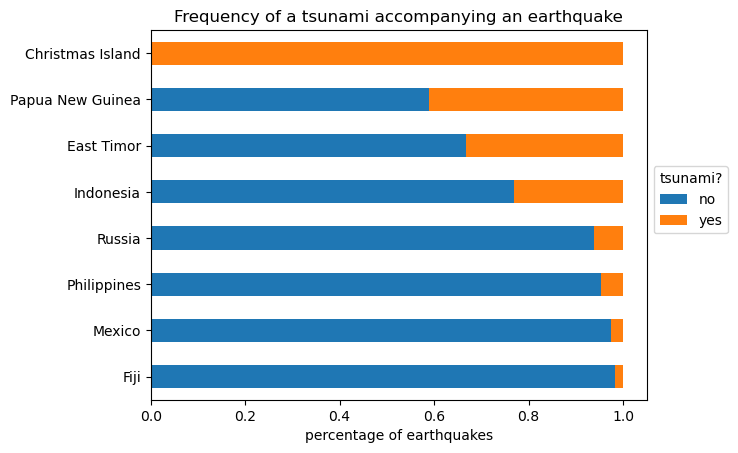 Frequency of a tsunami accompanying an earthquake
Christmas Island
Papua New Guinea
East Timor
Indonesia
Russia
Philippines
Mexico
Fiji
0.0 0.2 0.4 0.6 0.8 1.0
percentage of earthquakes
tsunami?
no
yes